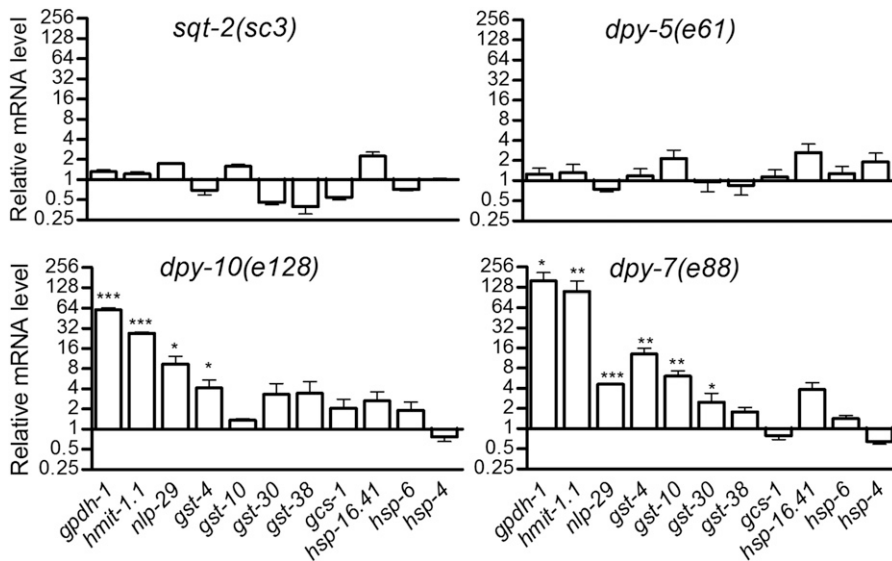 sqt-2(sc3)
Relative mRNA level
256
128
64
32
16
8
4
2
1
0.5
0.25
dpy-5(e61)
256
128
64
32
16
8
4
2
1
0.5
0.25
dpy-10(e128)
Relative mRNA level
256
128
64
32
16
8
4
2
1
0.5
0.25
***
***
*
*
gpdh-1
hmit-1.1
nlp-29
gst-4
gst-10
gst-30
gst-38
gcs-1
hsp-16.41
hsp-6
hsp-4
dpy-7(e88)
256
128
64
32
16
8
4
2
1
0.5
0.25
*
**
***
**
**
*
gpdh-1
hmit-1.1
nlp-29
gst-4
gst-10
gst-30
gst-38
gcs-1
hsp-16.41
hsp-6
hsp-4